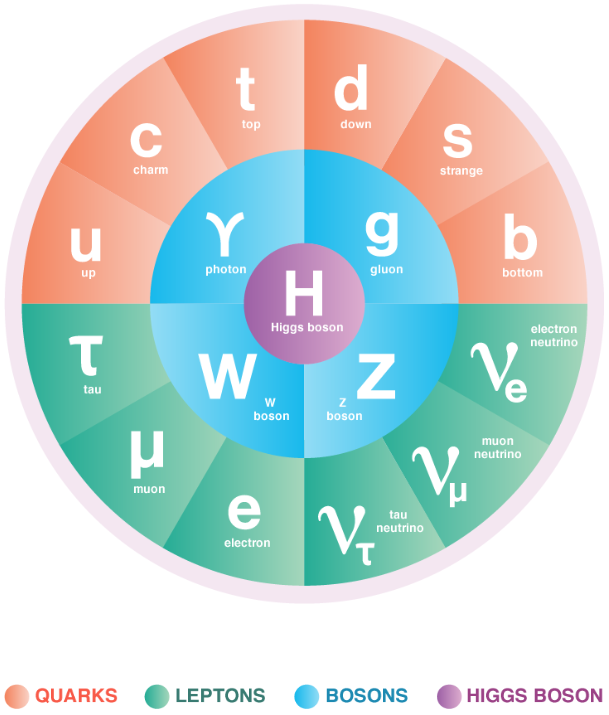 t
top
d
down
c
charm
s
strange
u
up
b
bottom
γ
photon
g
gluon
H
Higgs boson
τ
tau
W
W
boson
Z
Z
boson
νe
electron
neutrino
μ
muon
νμ
muon
neutrino
e
electron
ντ
tau
neutrino
QUARKS
LEPTONS
BOSONS
HIGGS BOSON